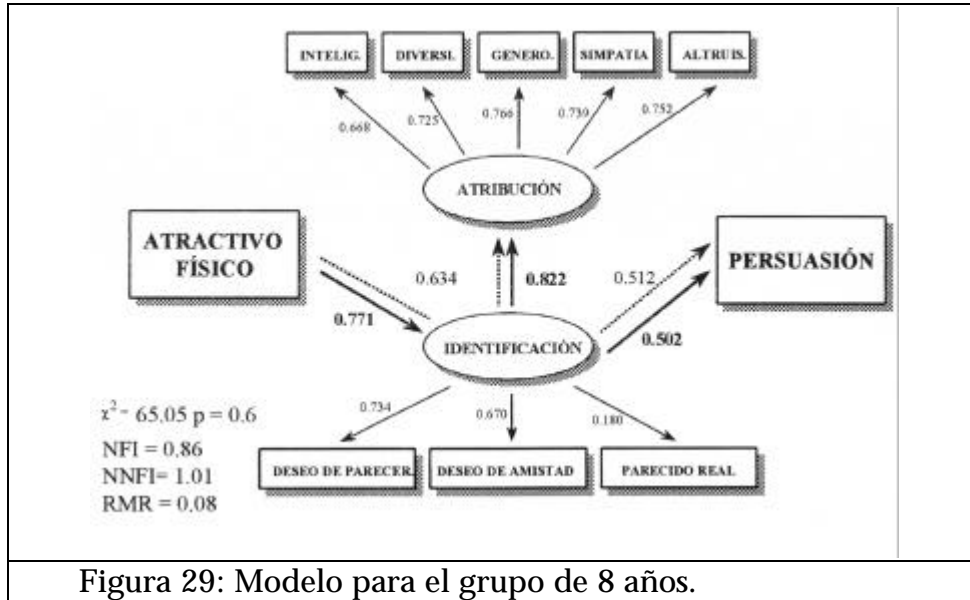 INTELIG. DIVERSI. GENERO. SIMPATIA ALTRUIS.
0.668 0.725 0.766 0.739 0.752
ATRIBUCIÓN
ATRACTIVO
FÍSICO
PERSUASIÓN
0.634 0.822 0.512
0.771 0.502
IDENTIFICACIÓN
0.734 0.670 0.180
DESEO DE PARECER. DESEO DE AMISTAD PARECIDO REAL
χ² = 65.05 p = 0.6
NFI = 0.86
NNFI= 1.01
RMR = 0.08
Figura 29: Modelo para el grupo de 8 años.